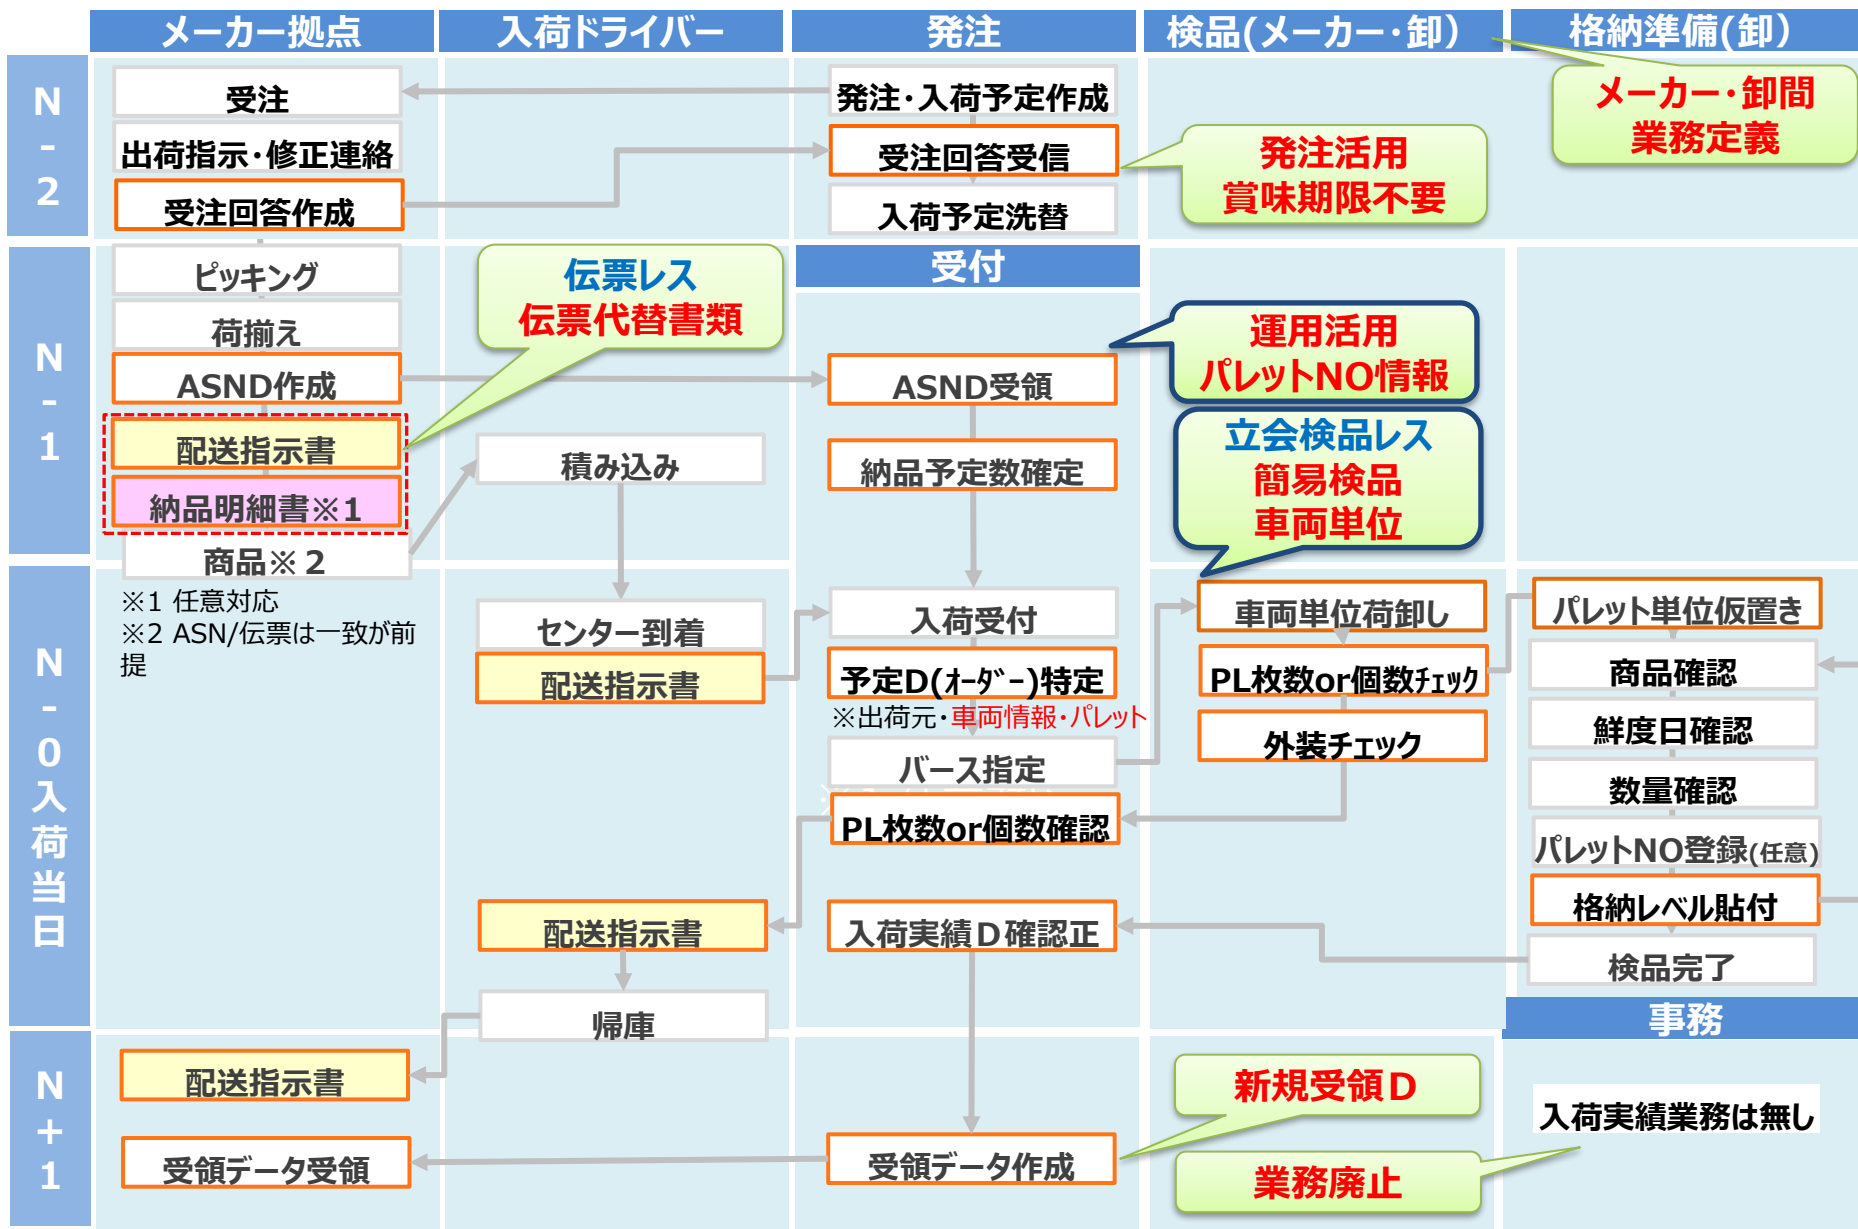 メーカー拠点
入荷ドライバー
発注
検品(メーカー・卸)
格納準備(卸)
N-2
受注
出荷指示・修正連絡
受注回答作成
発注・入荷予定作成
受注回答受信
入荷予定洗替
発注活用
賞味期限不要
メーカー・卸間
業務定義
N-1
ピッキング
荷揃え
ASND作成
配送指示書
納品明細書※1
商品※2
伝票レス
伝票代替書類
積み込み
受付
ASND受領
納品予定数確定
運用活用
パレットNO情報
立会検品レス
簡易検品
車両単位
N-0入荷当日
※1 任意対応
※2 ASN/伝票は一致が前
提
センター到着
配送指示書
入荷受付
予定D(ｵｰﾀﾞｰ)特定
※出荷元・車両情報・パレット
バース指定
PL枚数or個数確認
車両単位荷卸し
PL枚数or個数ﾁｪｯｸ
外装チェック
パレット単位仮置き
商品確認
鮮度日確認
数量確認
パレットNO登録(任意)
格納レベル貼付
検品完了
配送指示書
帰庫
入荷実績D確認正
事務
N+1
配送指示書
受領データ受領
受領データ作成
新規受領D
業務廃止
入荷実績業務は無し